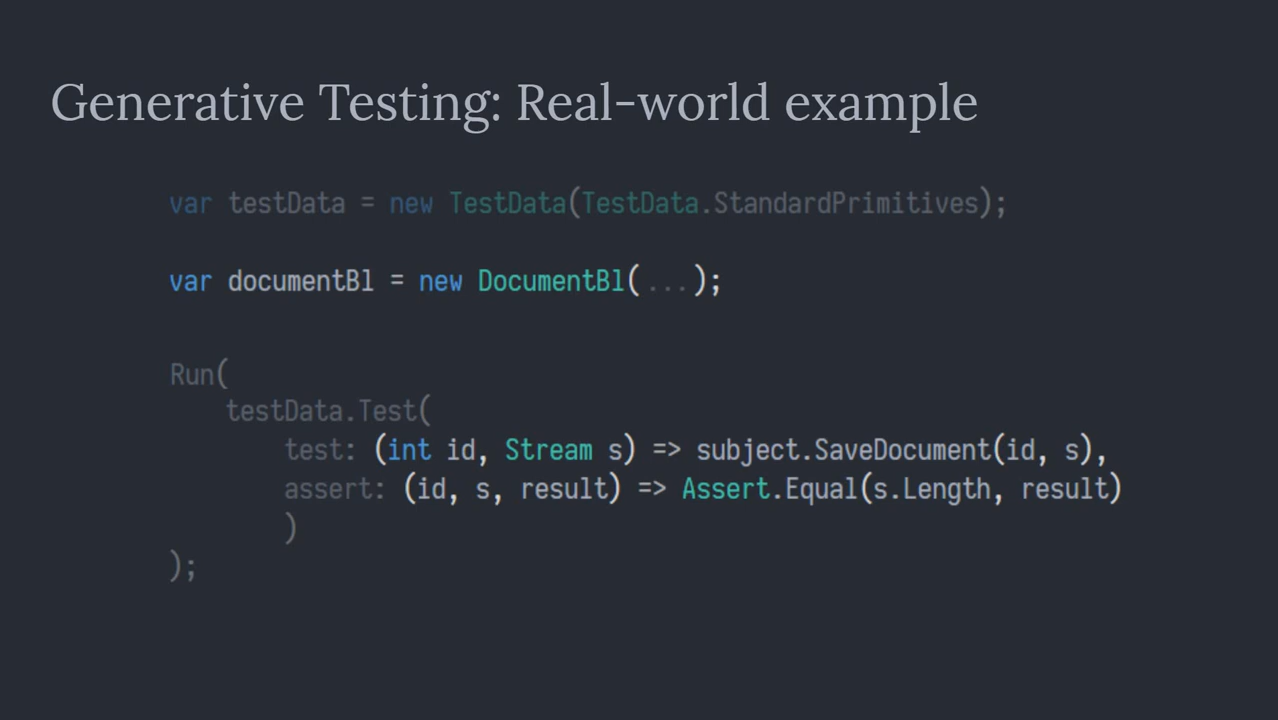 Generative Testing: Real-world example
var testData = new TestData(TestData.StandardPrimitives);
var documentBl = new DocumentBl(...);
Run(
testData.Test(
test: (int id, Stream s) => subject.SaveDocument(id, s),
assert: (id, s, result) => Assert.Equal(s.Length, result)
)
);